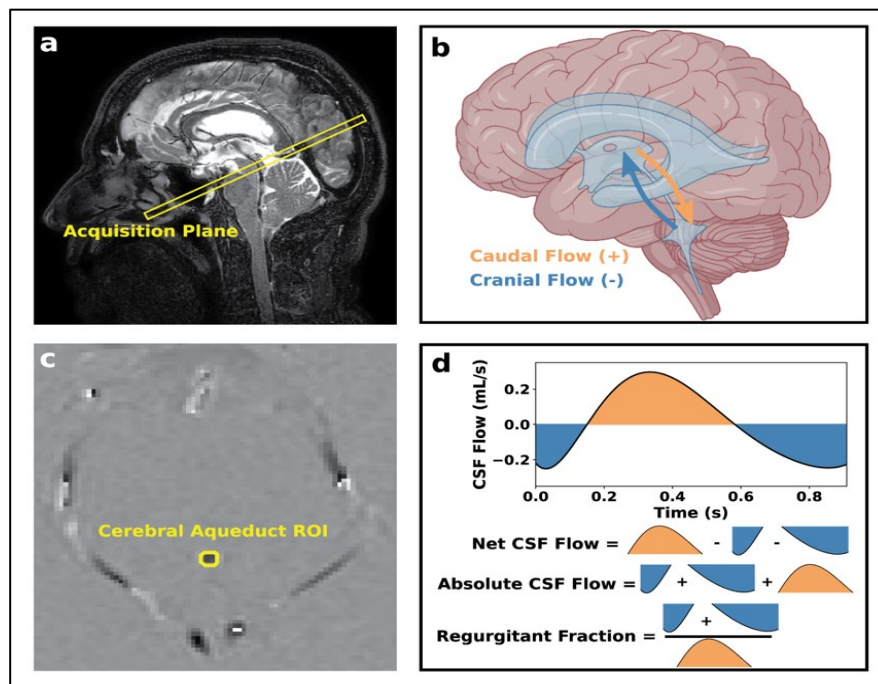 a
Acquisition Plane
b
Caudal Flow (+)
Cranial Flow (-)
c
Cerebral Aqueduct ROI
d
CSF Flow (mL/s)
0.2
0.0
−0.2
0.0 0.2 0.4 0.6 0.8
Time (s)
Net CSF Flow = - -
Absolute CSF Flow = + +
Regurgitant Fraction = +